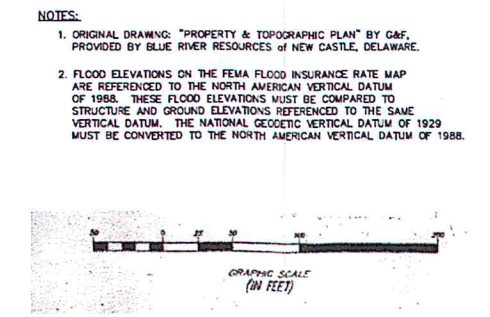 NOTES:
1. ORIGINAL DRAWING: "PROPERTY & TOPOGRAPHIC PLAN" BY G&F,
PROVIDED BY BLUE RIVER RESOURCES of NEW CASTLE, DELAWARE.
2. FLOOD ELEVATIONS ON THE FEMA FLOOD INSURANCE RATE MAP
ARE REFERENCED TO THE NORTH AMERICAN VERTICAL DATUM
OF 1988. THESE FLOOD ELEVATIONS MUST BE COMPARED TO
STRUCTURE AND GROUND ELEVATIONS REFERENCED TO THE SAME
VERTICAL DATUM. THE NATIONAL GEODETIC VERTICAL DATUM OF 1929
MUST BE CONVERTED TO THE NORTH AMERICAN VERTICAL DATUM OF 1988.
50 0 25 50 100 200
GRAPHIC SCALE
(IN FEET)